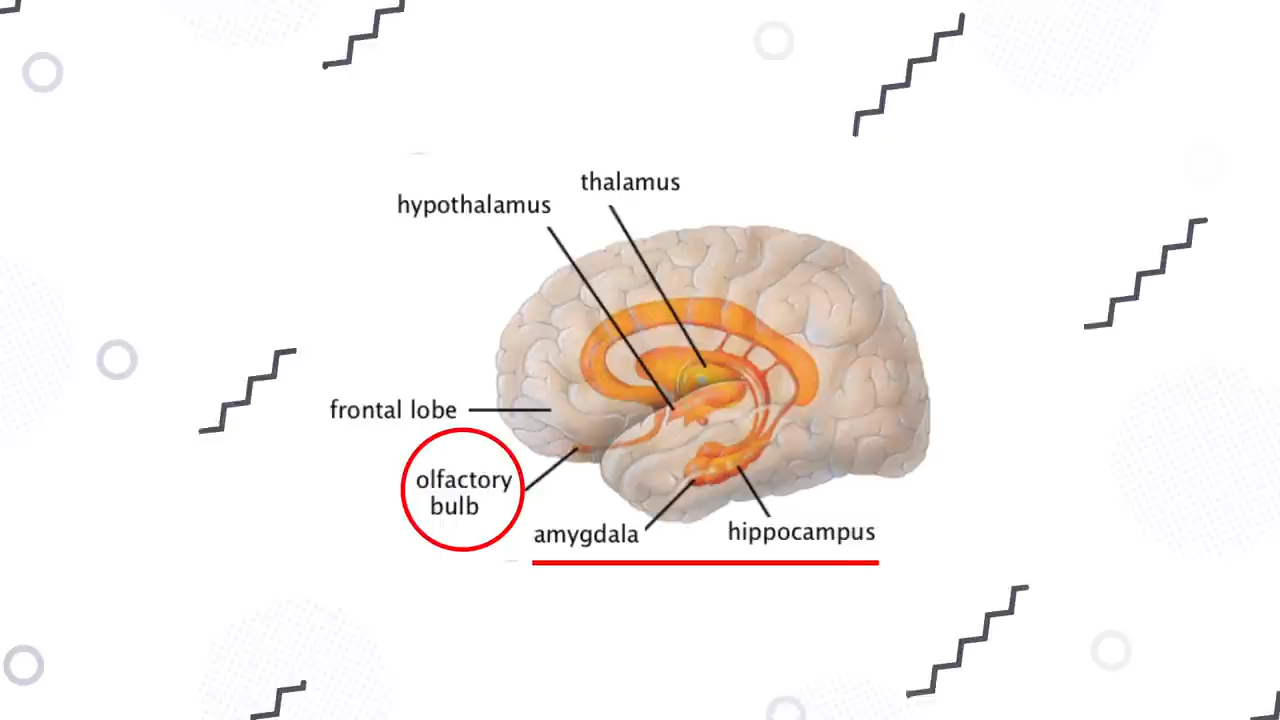 thalamus
hypothalamus
frontal lobe
olfactory
bulb
amygdala
hippocampus